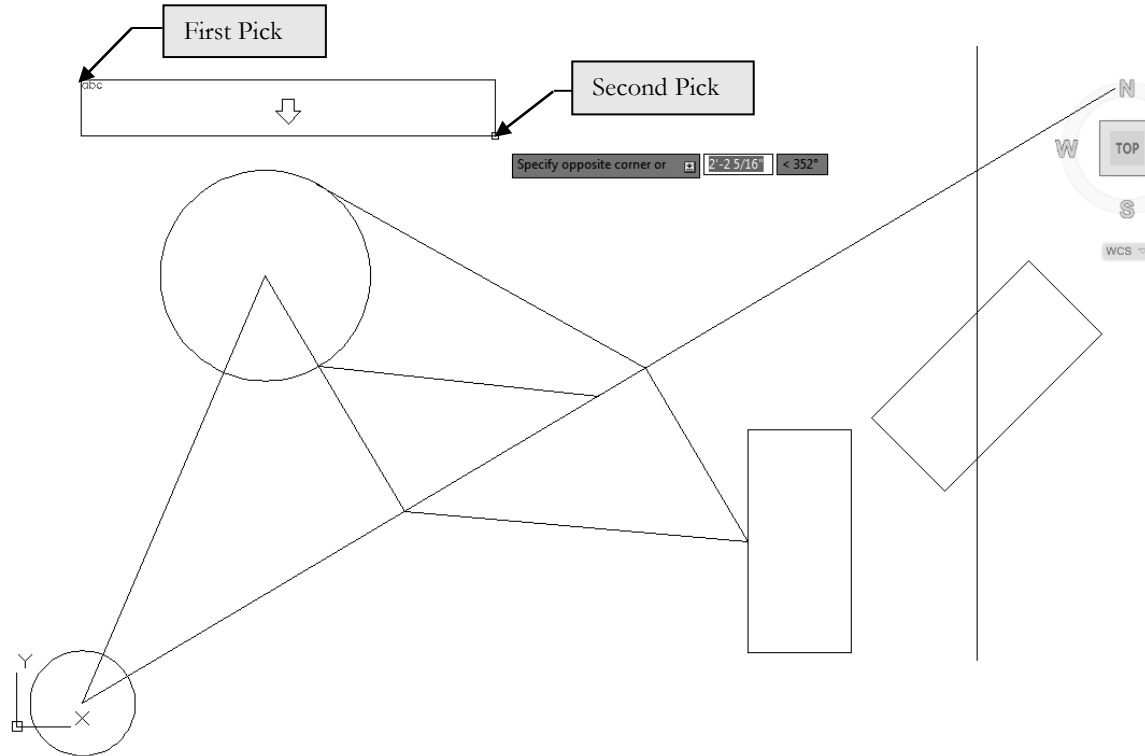 First Pick
abc
Second Pick
Specify opposite corner or 2'-2 5/16" < 352°
N
W
TOP
S
WCS
Y
X